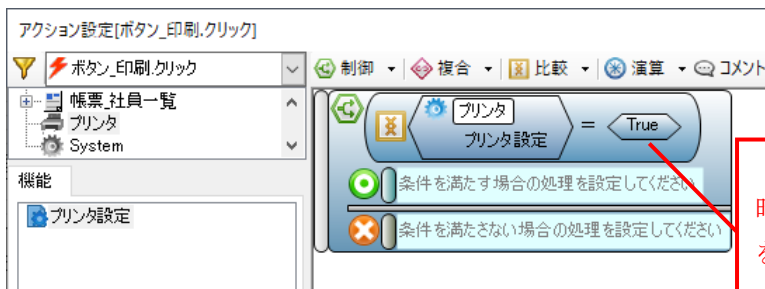 アクション設定[ボタン_印刷.クリック]
ボタン_印刷.クリック
制御 複合 比較 演算 コメント
帳票_社員一覧
プリンタ
System
機能
プリンタ設定
プリンタ
プリンタ設定 = True
条件を満たす場合の処理を設定してください
条件を満たさない場合の処理を設定してください
を